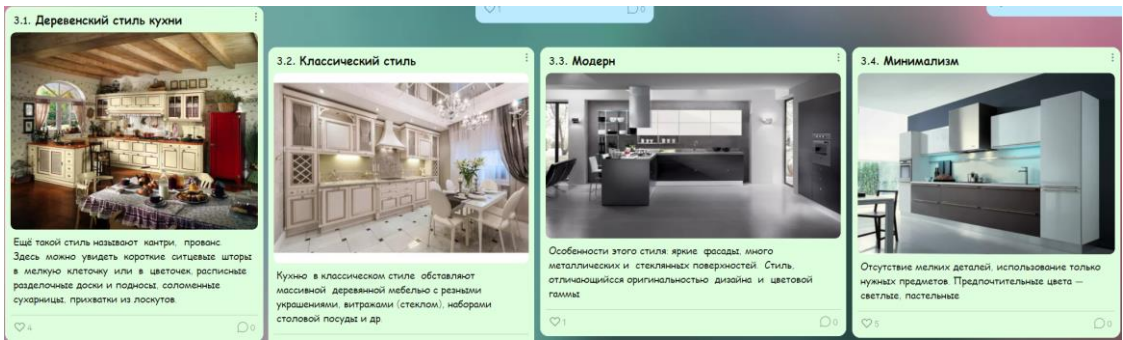 1
0
3.1. Деревенский стиль кухни
Ещё такой стиль называют кантри, прованс.
Здесь можно увидеть короткие ситцевые шторы
в мелкую клеточку или в цветочек, расписные
разделочные доски и подносы, соломенные
сухарницы, прихватки из лоскутов.
4
0
3.2. Классический стиль
Кухню в классическом стиле обставляют
массивной деревянной мебелью с резными
украшениями, витражами (стеклом), наборами
столовой посуды и др.
3.3. Модерн
Особенности этого стиля: яркие фасады, много
металлических и стеклянных поверхностей. Стиль,
отличающийся оригинальностью дизайна и цветовой
гаммы
1
0
3.4. Минимализм
Отсутствие мелких деталей, использование только
нужных предметов. Предпочтительные цвета —
светлые, пастельные
5
0